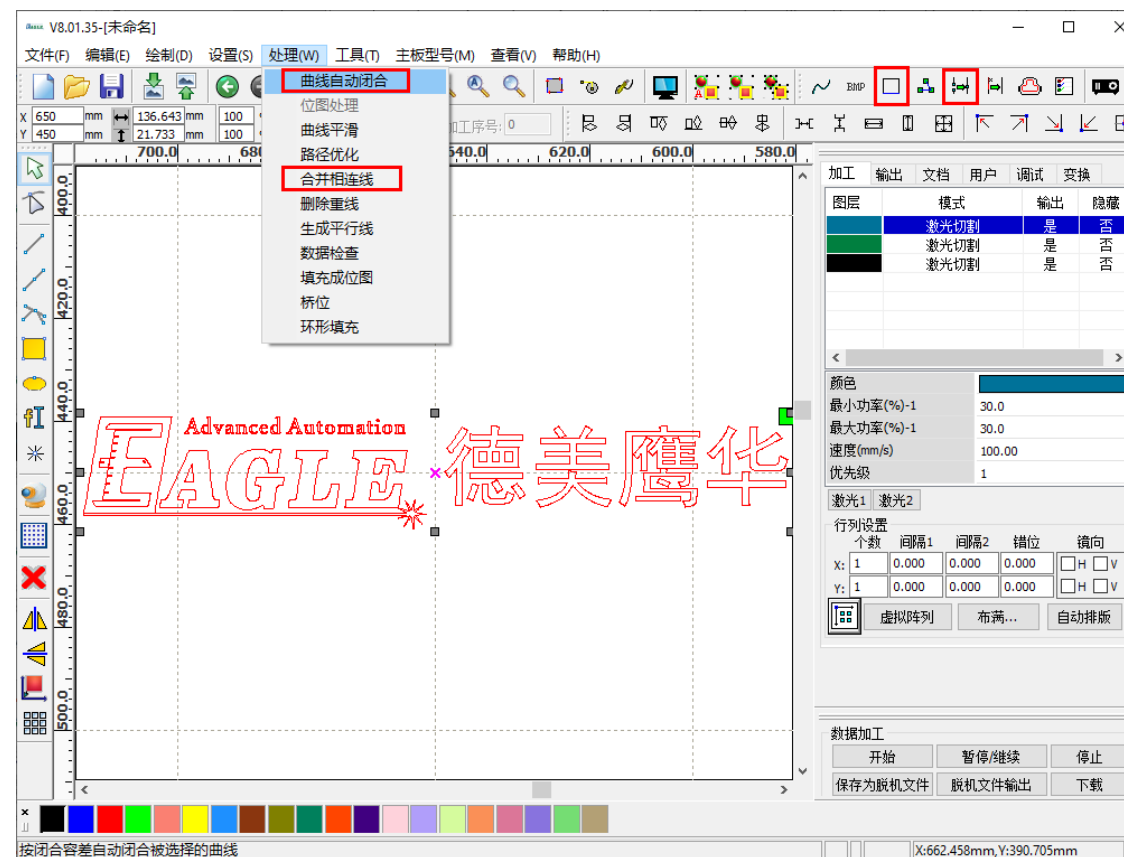 V8.01.35-[未命名]
文件(F) 编辑(E) 绘制(D) 设置(S) 处理(W) 工具(T) 主板型号(M) 查看(V) 帮助(H)
曲线自动闭合
位图处理
曲线平滑
路径优化
合并相连线
删除重线
生成平行线
数据检查
填充成位图
桥位
环形填充
BMP
X 650 mm 136.643 mm 100
Y 450 mm 21.733 mm 100
加工序号: 0
700.0 68 540.0 620.0 600.0 580.0
400.0
420.0
440.0
460.0
480.0
500.0
Advanced Automation
EAGLE 德美鹰华
加工 输出 文档 用户 调试 变换
图层 模式 输出 隐藏
激光切割 是 否
激光切割 是 否
激光切割 是 否
颜色
最小功率(%)-1 30.0
最大功率(%)-1 30.0
速度(mm/s) 100.00
优先级 1
激光1 激光2
行列设置
个数 间隔1 间隔2 错位 镜向
X: 1 0.000 0.000 0.000 H V
Y: 1 0.000 0.000 0.000 H V
虚拟阵列 布满... 自动排版
数据加工
开始 暂停/继续 停止
保存为脱机文件 脱机文件输出 下载
按闭合容差自动闭合被选择的曲线
X:662.458mm,Y:390.705mm